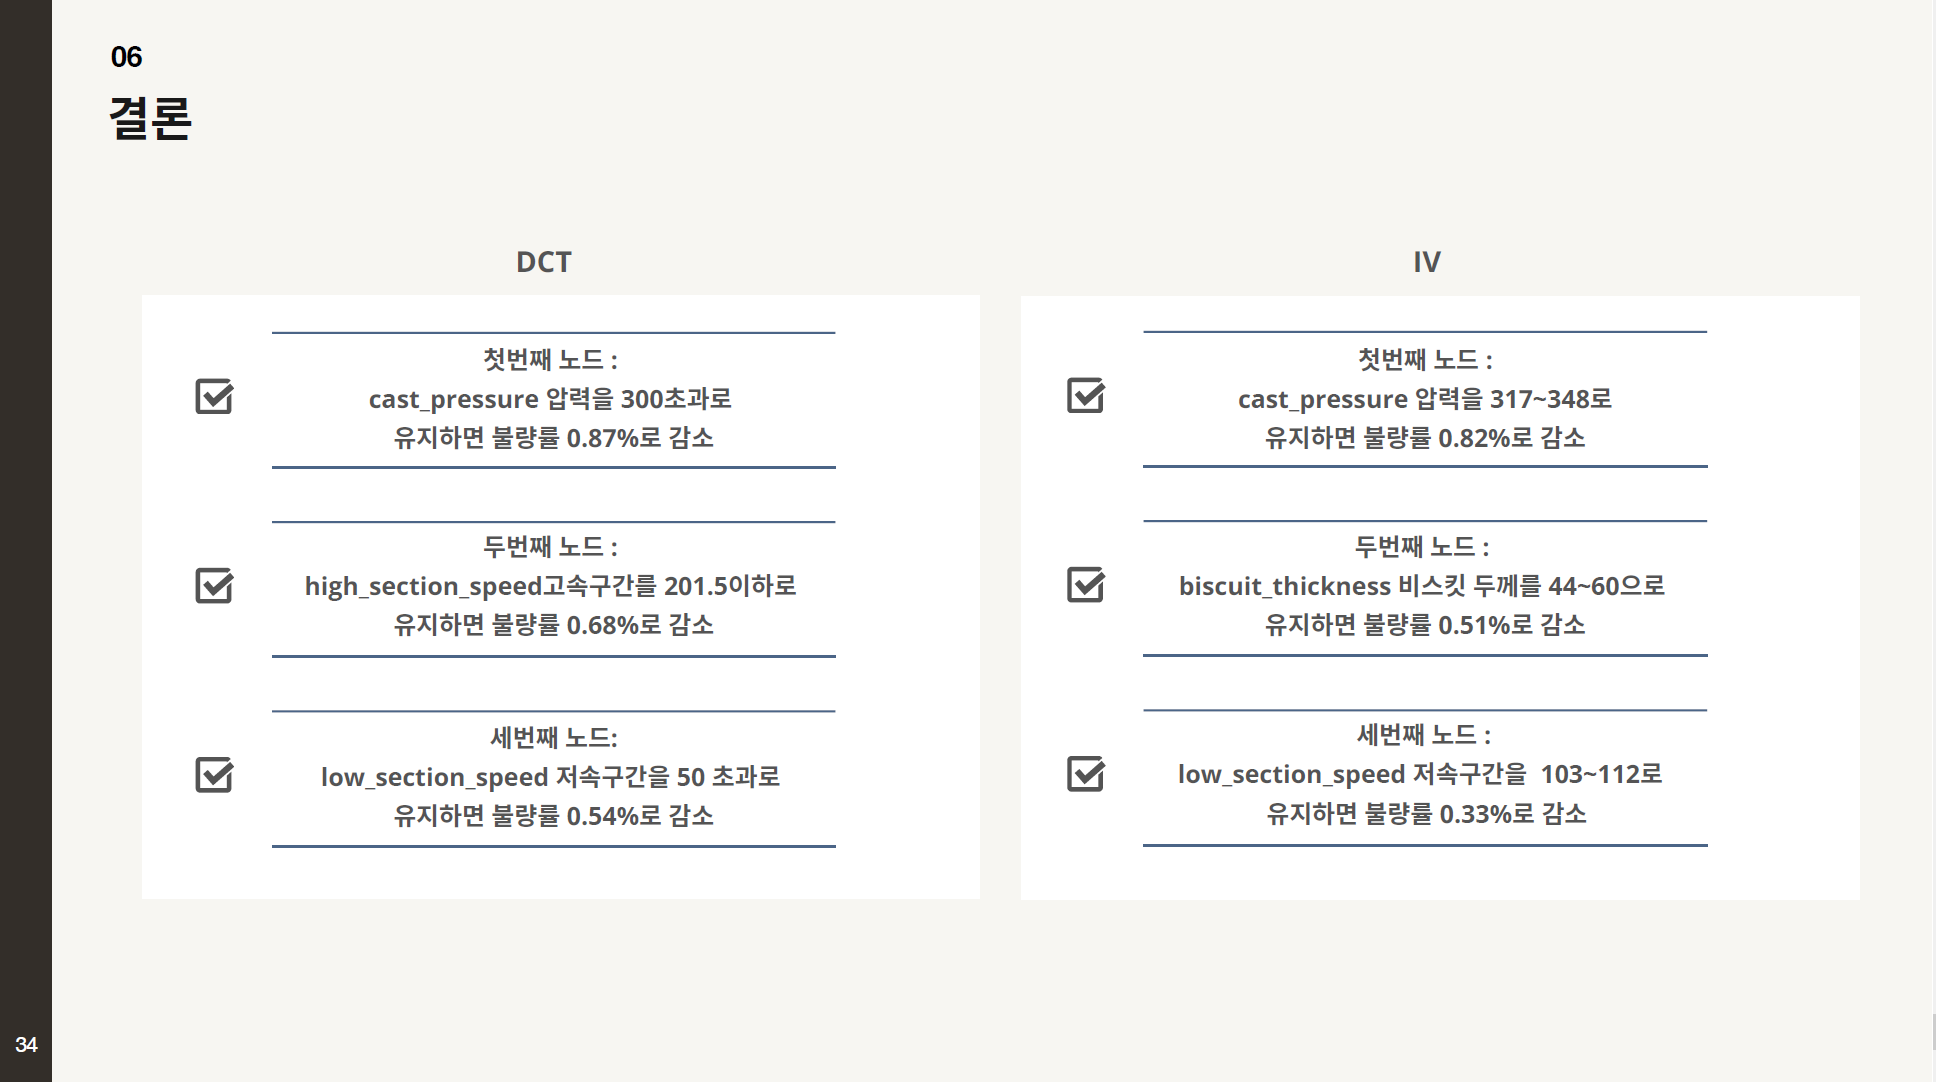 06
결론
DCT
첫번째 노드 :
cast_pressure 압력을 300초과로
유지하면 불량률 0.87%로 감소
두번째 노드 :
high_section_speed고속구간를 201.5이하로
유지하면 불량률 0.68%로 감소
세번째 노드:
low_section_speed 저속구간을 50 초과로
유지하면 불량률 0.54%로 감소
IV
첫번째 노드 :
cast_pressure 압력을 317~348로
유지하면 불량률 0.82%로 감소
두번째 노드 :
biscuit_thickness 비스킷 두께를 44~60으로
유지하면 불량률 0.51%로 감소
세번째 노드 :
low_section_speed 저속구간을  103~112로
유지하면 불량률 0.33%로 감소
34